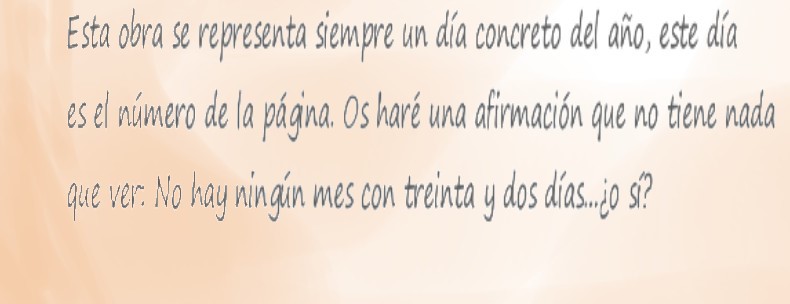 Esta obra se representa siempre un día concreto del año, este día
es el número de la página. Os haré una afirmación que no tiene nada
que ver: No hay ningún mes con treinta y dos días...¿o sí?